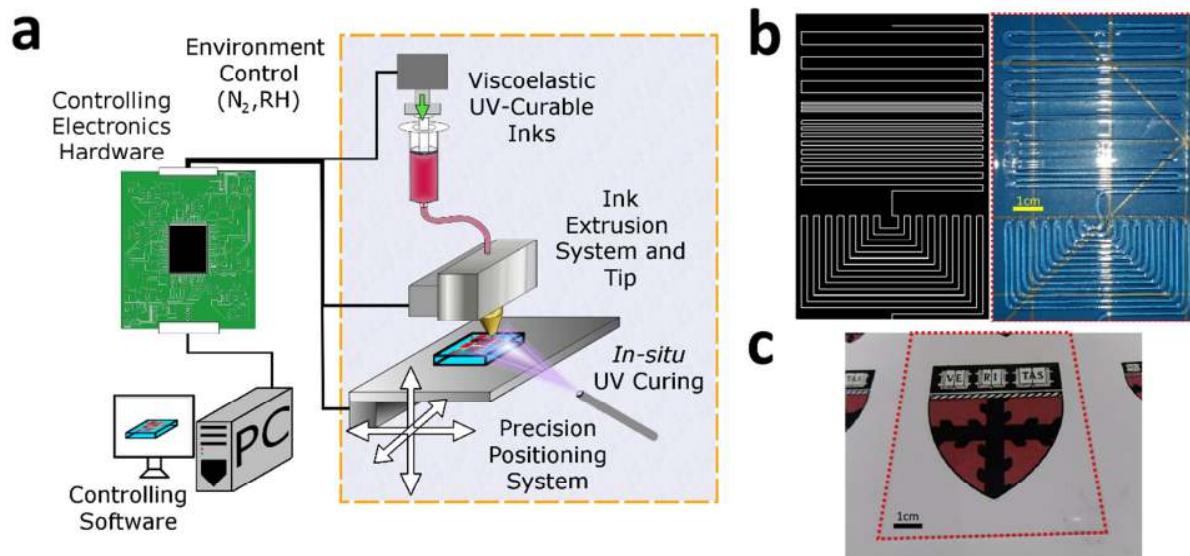 a
Environment
Control
(N₂,RH)
Controlling
Electronics
Hardware
Viscoelastic
UV-Curable
Inks
Ink
Extrusion
System and
Tip
In-situ
UV Curing
Precision
Positioning
System
PC
Controlling
Software
b
1cm
c
VE RI TAS
1cm